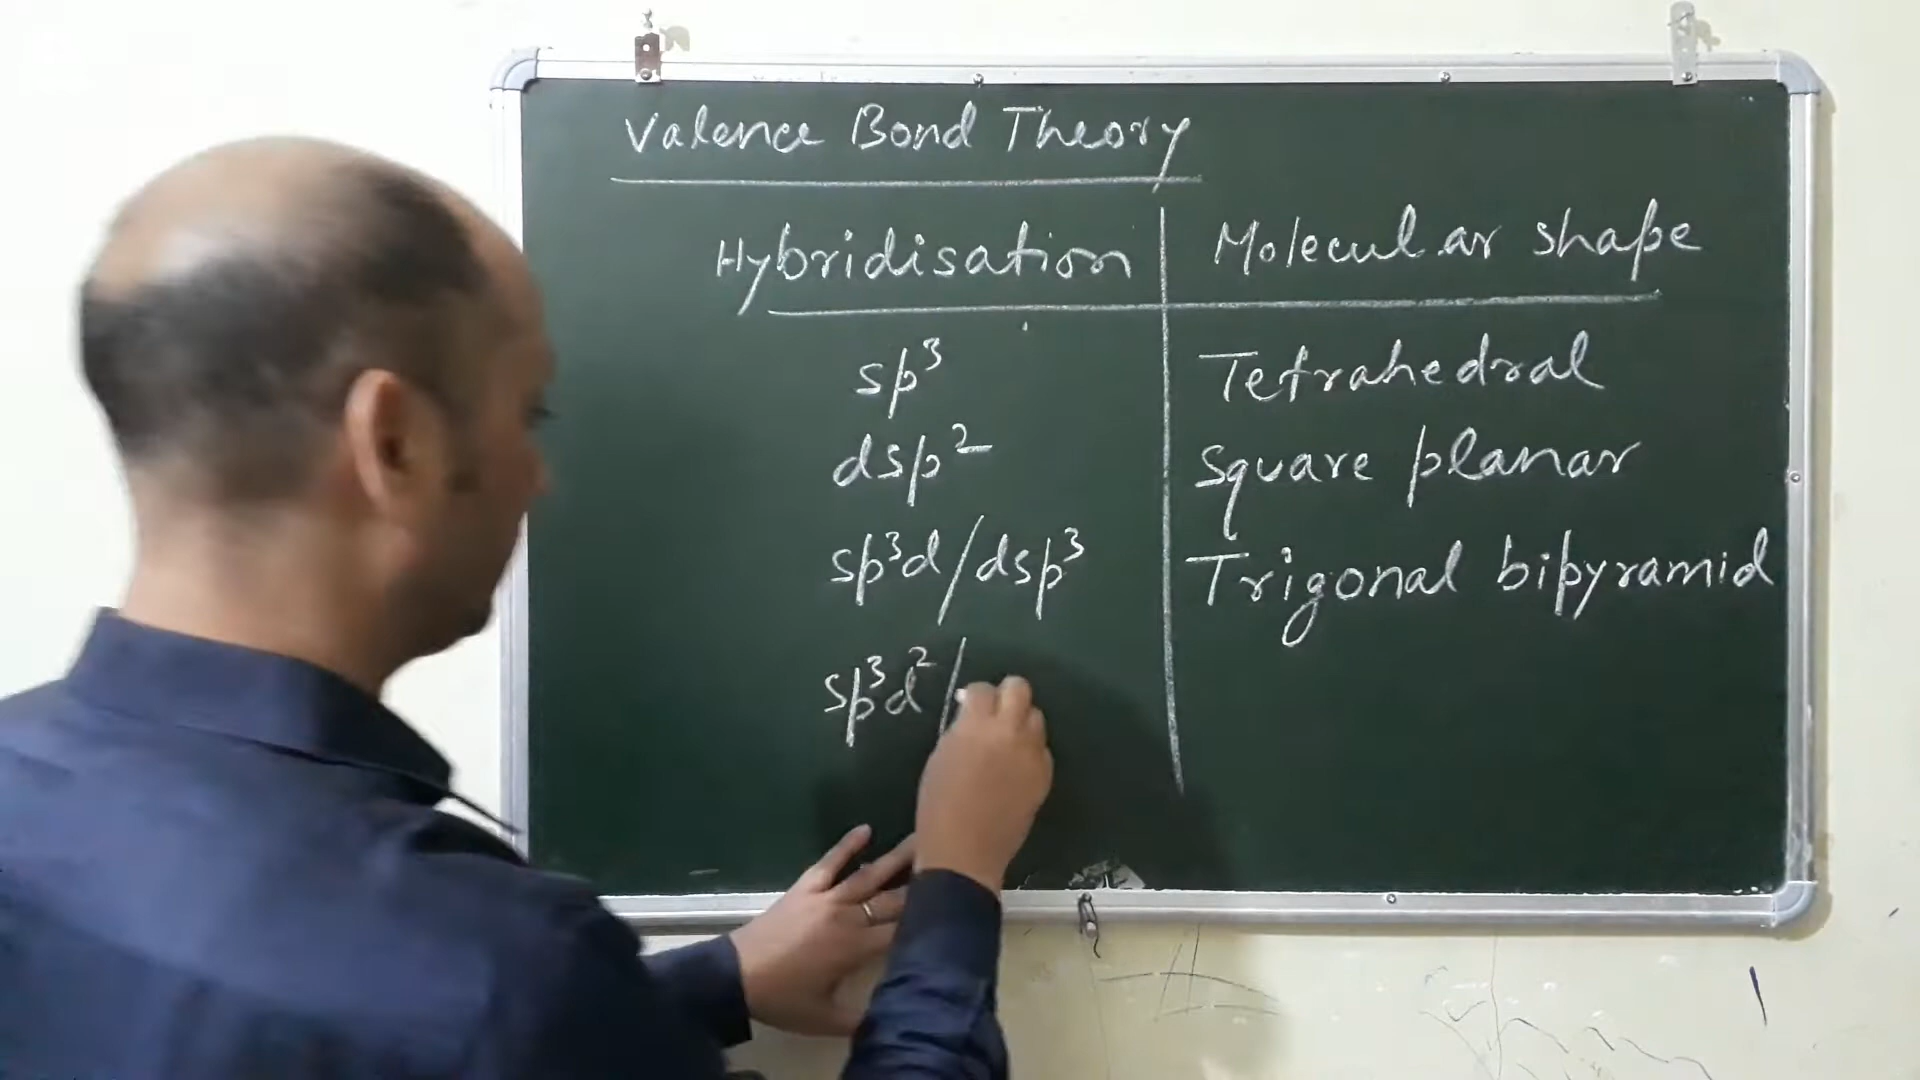 Valence Bond Theory
Hybridisation Molecular shape
sp³ Tetrahedral
dsp² Square planar
sp³d/dsp³ Trigonal bipyramid
sp³d²/